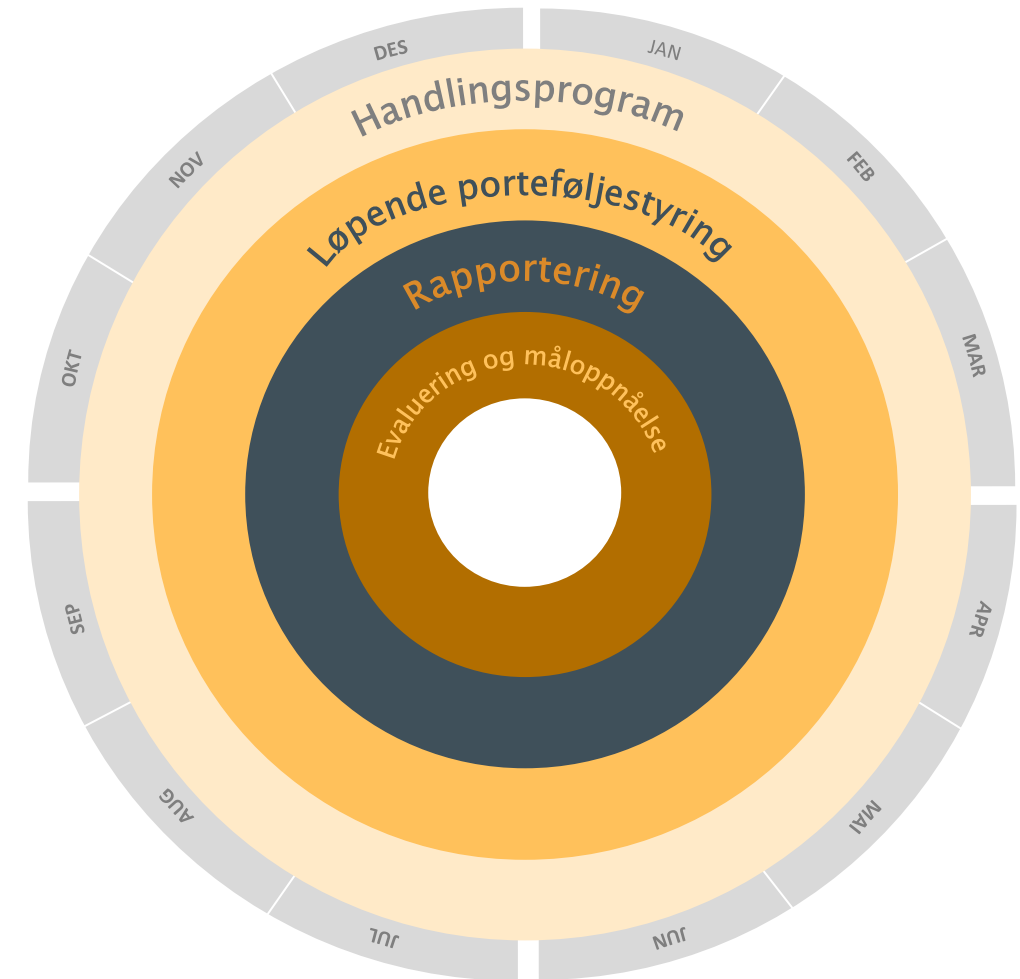 JAN
FEB
MAR
APR
MAI
JUN
JUL
AUG
SEP
OKT
NOV
DES
Handlingsprogram
Løpende porteføljestyring
Rapportering
Evaluering og måloppnåelse